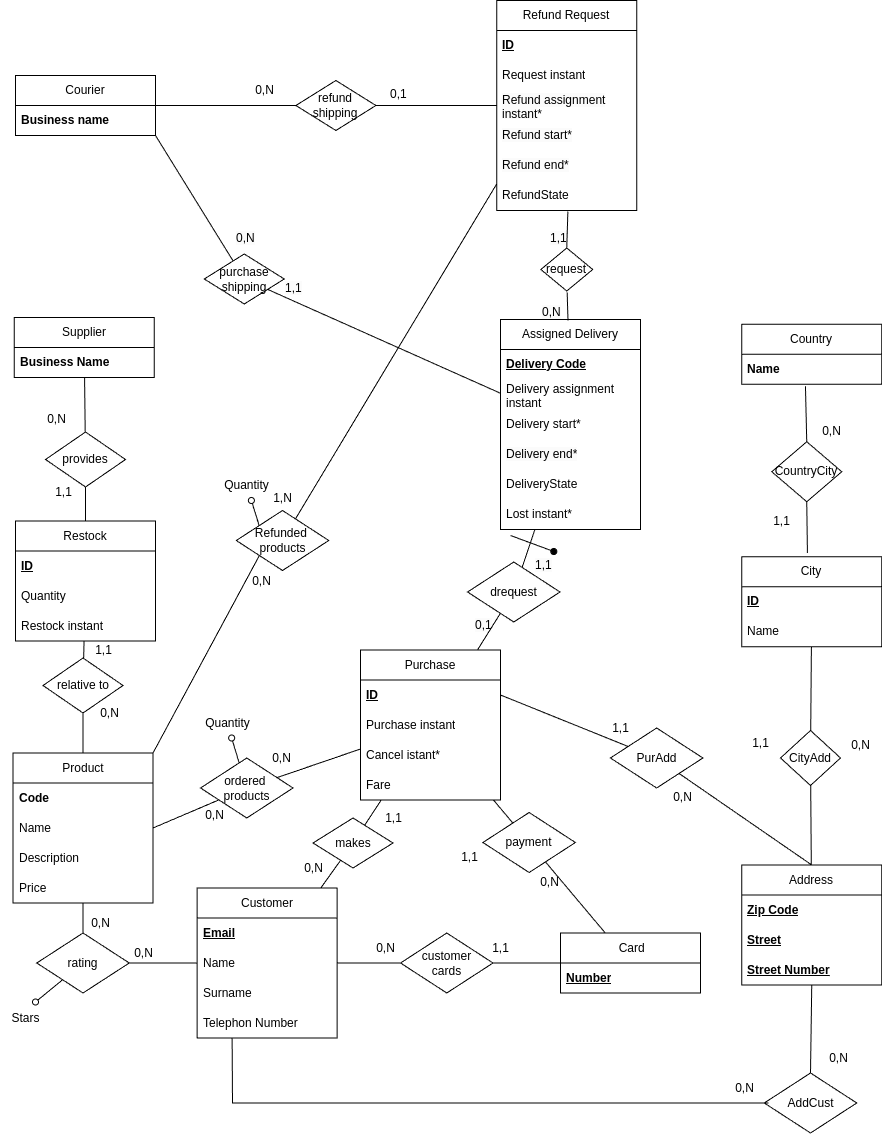 Refund Request
ID
Request instant
Refund assignment
instant*
Refund start*
Refund end*
RefundState
Courier
Business name
0,N
refund
shipping
0,1
0,N
purchase
shipping
1,1
1,1
request
0,N
Assigned Delivery
Delivery Code
Delivery assignment
instant
Delivery start*
Delivery end*
DeliveryState
Lost instant*
Supplier
Business Name
0,N
provides
1,1
Country
Name
0,N
CountryCity
1,1
Quantity
1,N
Refunded
products
0,N
Restock
ID
Quantity
Restock instant
1,1
relative to
0,N
City
ID
Name
1,1
drequest
0,1
Purchase
ID
Purchase instant
Cancel istant*
Fare
1,1
PurAdd
0,N
1,1
CityAdd
0,N
Product
Code
Name
Description
Price
Quantity
0,N
ordered
products
0,N
1,1
makes
0,N
payment
1,1
0,N
Customer
Email
Name
Surname
Telephon Number
0,N
customer
cards
1,1
Card
Number
Address
Zip Code
Street
Street Number
0,N
rating
0,N
Stars
0,N
0,N
AddCust